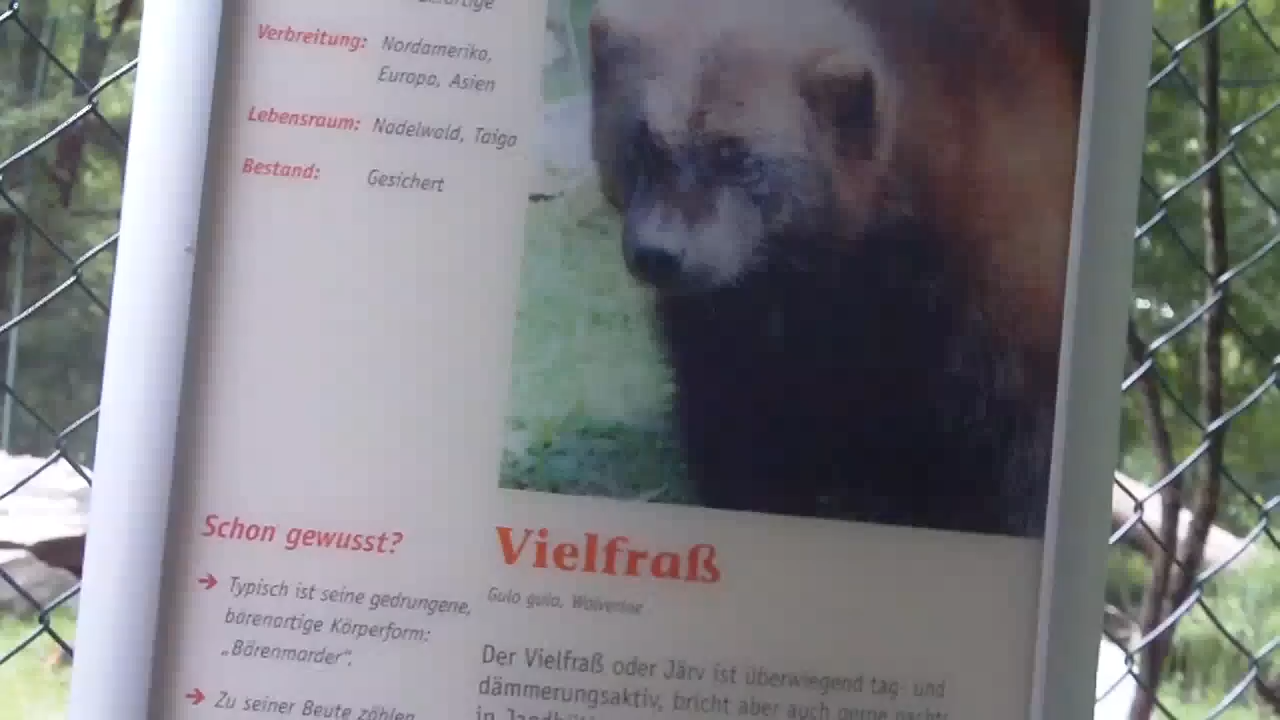 Verbreitung: Nordamerika,
Europa, Asien
Lebensraum: Nadelwald, Taiga
Bestand: Gesichert
Schon gewusst?
→ Typisch ist seine gedrungene,
bärenartige Körperform:
„Bärenmarder“.
→ Zu seiner Beute zählen
Vielfraß
Gulo gulo, Wolverine
Der Vielfraß oder Järv ist überwiegend tag- und
dämmerungsaktiv, bricht aber auch gerne nachts
in